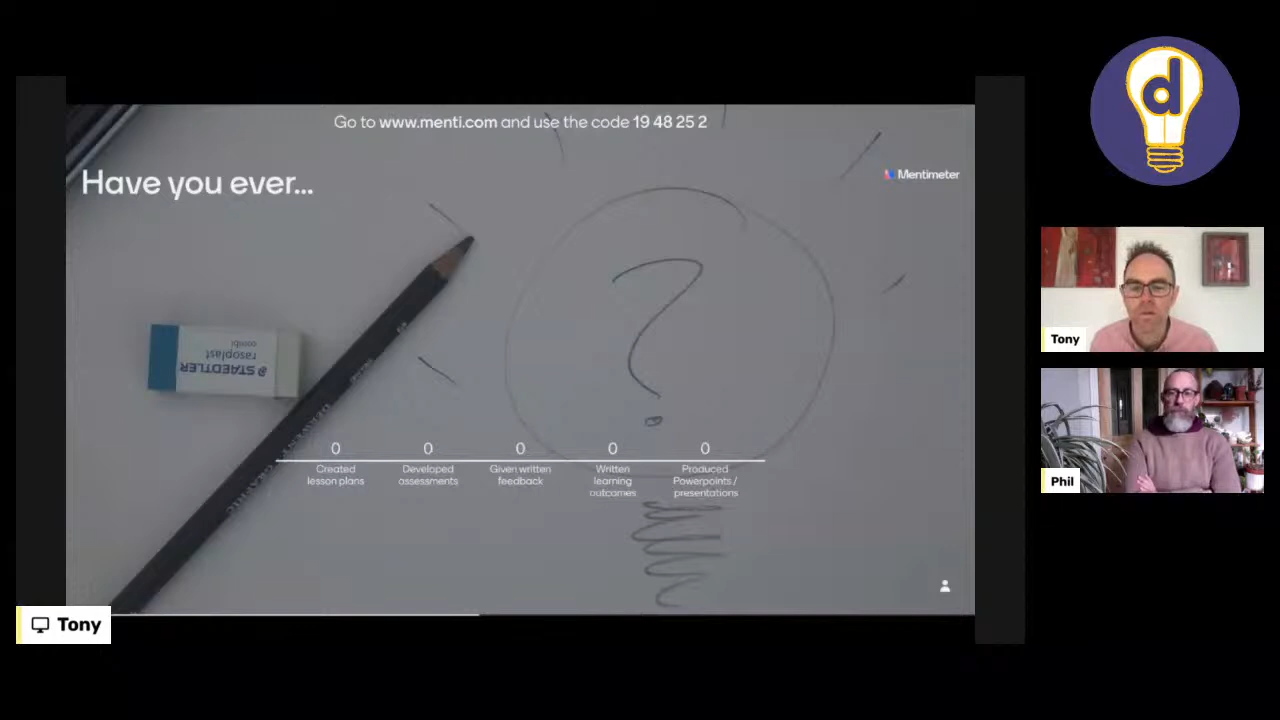 Go to www.menti.com and use the code 19 48 25 2
Have you ever...
Mentimeter
STAEDTLER
rasoplast
combi
0
0
0
0
0
Created
lesson plans
Developed
assessments
Given written
feedback
Written
learning
outcomes
Produced
Powerpoints /
presentations
?
d
Tony
Phil
Tony